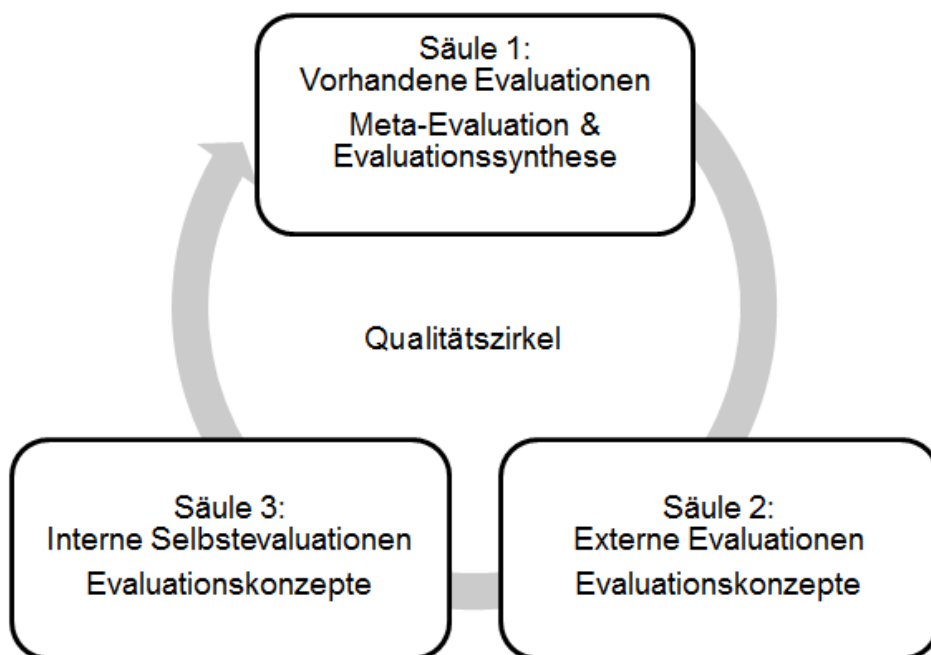 Säule 1:
Vorhandene Evaluationen
Meta-Evaluation &
Evaluationssynthese
Qualitätszirkel
Säule 3:
Interne Selbstevaluationen
Evaluationskonzepte
Säule 2:
Externe Evaluationen
Evaluationskonzepte